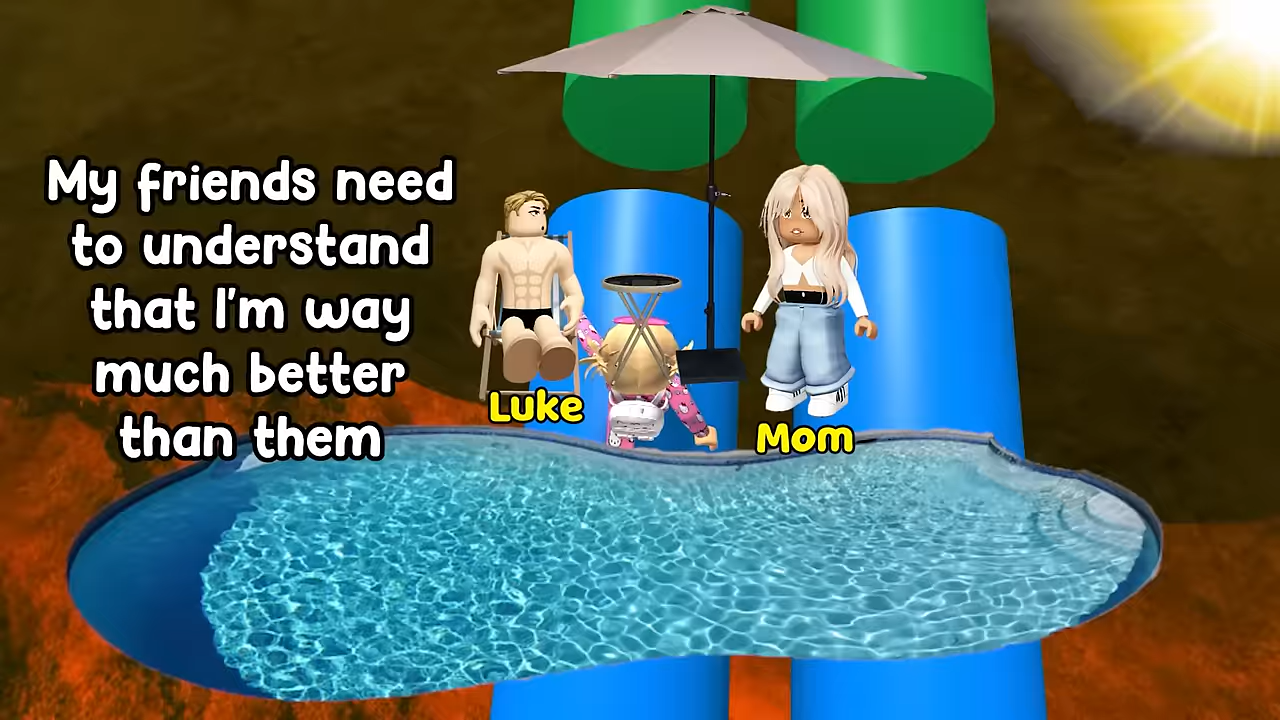 My friends need
to understand
that I'm way
much better
than them
Luke
Mom